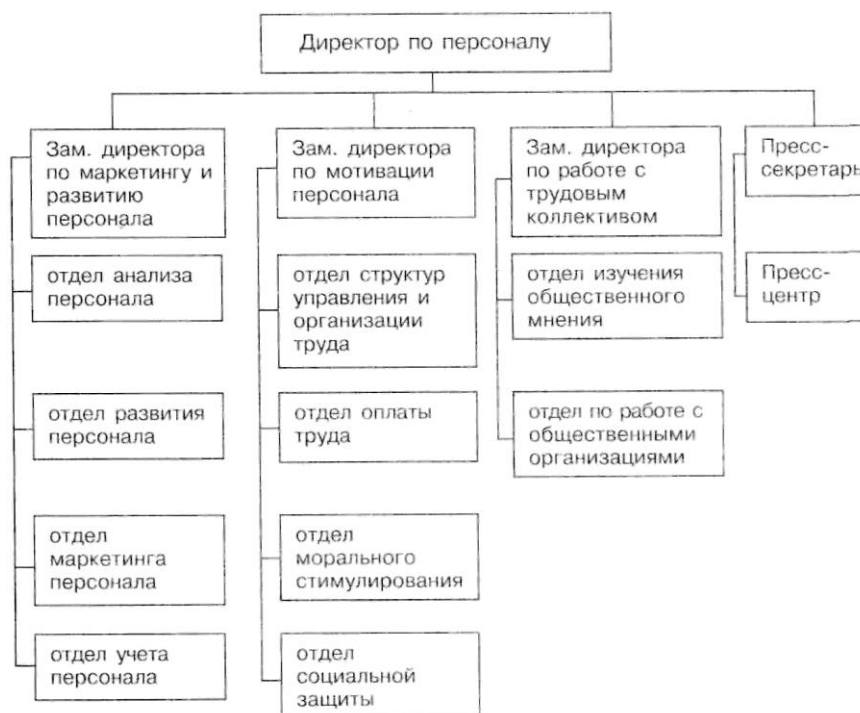 Директор по персоналу
Зам. директора
по маркетингу и
развитию
персонала
отдел анализа
персонала
отдел развития
персонала
отдел
маркетинга
персонала
отдел учета
персонала
Зам. директора
по мотивации
персонала
отдел структур
управления и
организации
труда
отдел оплаты
труда
отдел
морального
стимулирования
отдел
социальной
защиты
Зам. директора
по работе с
трудовым
коллективом
отдел изучения
общественного
мнения
отдел по работе с
общественными
организациями
Пресс-
секретарь
Пресс-
центр